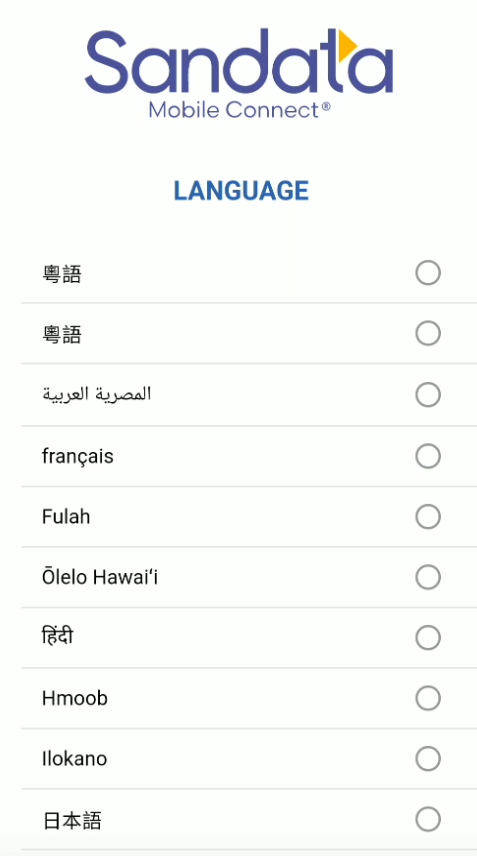 Sandata
Mobile Connect®
LANGUAGE
粵語
粵語
المصرية العربية
français
Fulah
Ōlelo Hawaiʻi
हिंदी
Hmoob
Ilokano
日本語